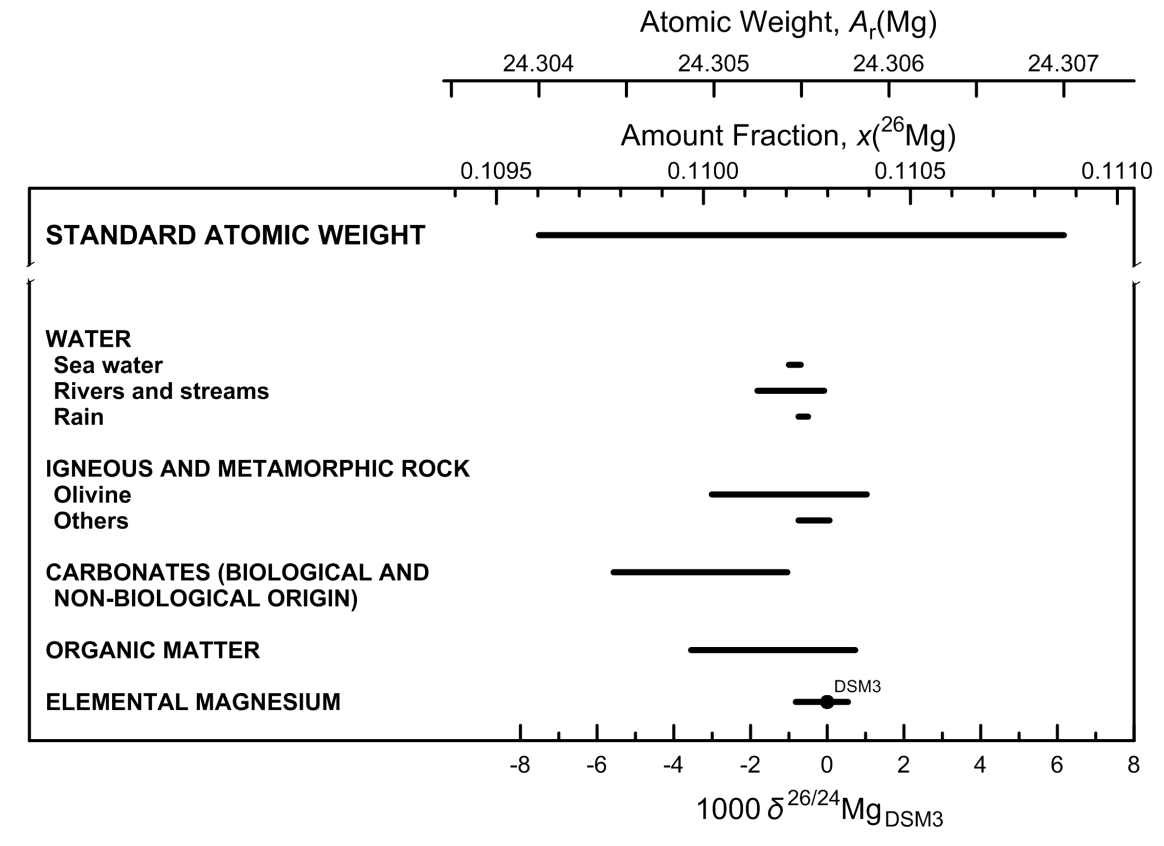 Atomic Weight, Ar(Mg)
24.304 24.305 24.306 24.307
Amount Fraction, x(26Mg)
0.1095 0.1100 0.1105 0.1110
STANDARD ATOMIC WEIGHT
WATER
Sea water
Rivers and streams
Rain
IGNEOUS AND METAMORPHIC ROCK
Olivine
Others
CARBONATES (BIOLOGICAL AND
NON-BIOLOGICAL ORIGIN)
ORGANIC MATTER
DSM3
ELEMENTAL MAGNESIUM
-8 -6 -4 -2 0 2 4 6 8
1000 δ26/24MgDSM3